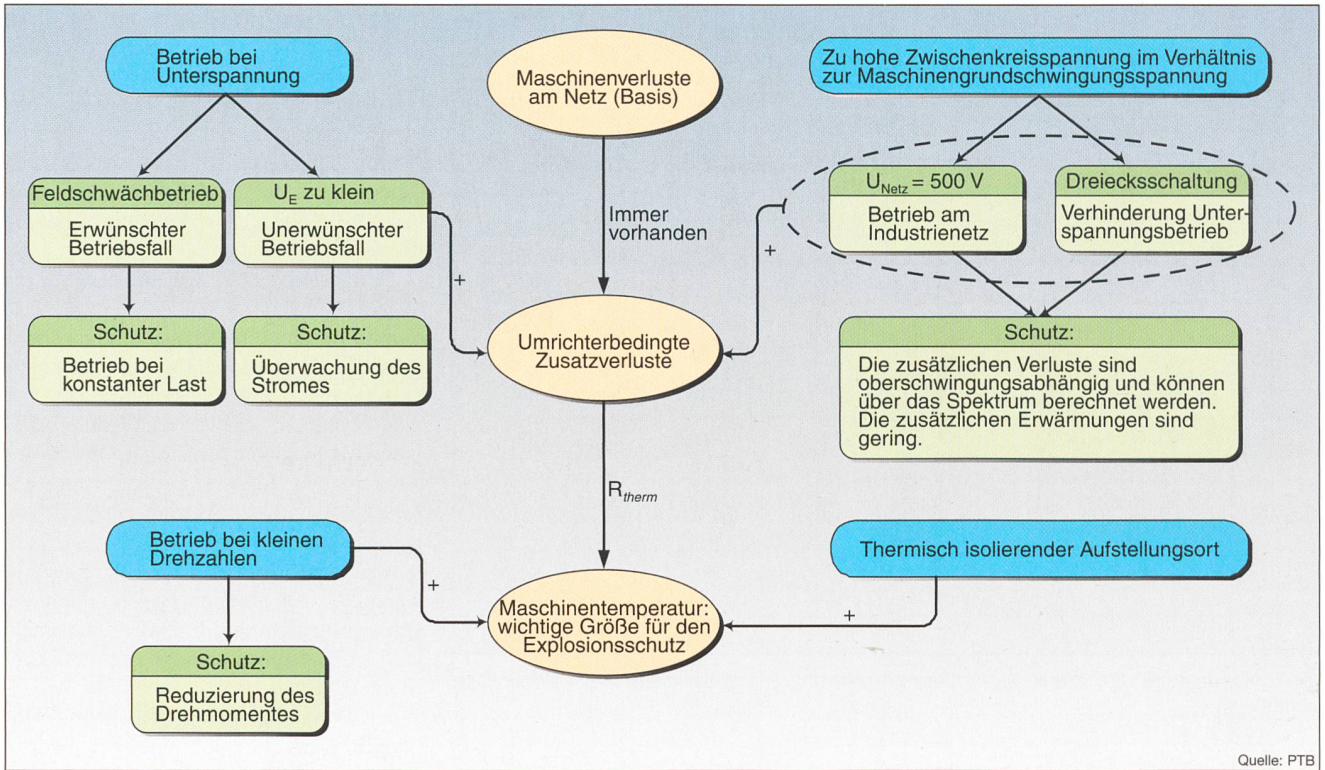 Betrieb bei
Unterspannung
Maschinenverluste
am Netz (Basis)
Zu hohe Zwischenkreisspannung im Verhältnis
zur Maschinengrundschwingungsspannung
Feldschwächbetrieb
Erwünschter
Betriebsfall
U_E zu klein
Unerwünschter
Betriebsfall
Immer
vorhanden
U_Netz = 500 V
Betrieb am
Industrienetz
Dreiecksschaltung
Verhinderung Unter-
spannungsbetrieb
+
+
Schutz:
Betrieb bei
konstanter Last
Schutz:
Überwachung des
Stromes
Umrichterbedingte
Zusatzverluste
Schutz:
Die zusätzlichen Verluste sind
oberschwingungsabhängig und können
über das Spektrum berechnet werden.
Die zusätzlichen Erwärmungen sind
gering.
R_therm
Betrieb bei kleinen
Drehzahlen
Thermisch isolierender Aufstellungsort
+
+
Maschinentemperatur:
wichtige Größe für den
Explosionsschutz
Schutz:
Reduzierung des
Drehmomentes
Quelle: PTB